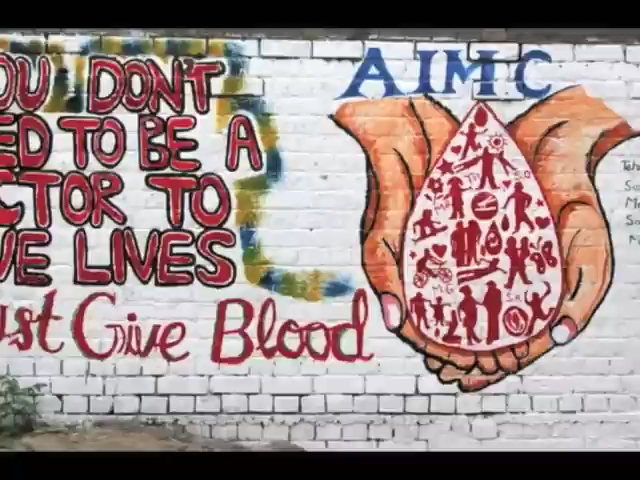 OU DON'T
ED TO BE A
CTOR TO
VE LIVES
ust Give Blood
AIMC